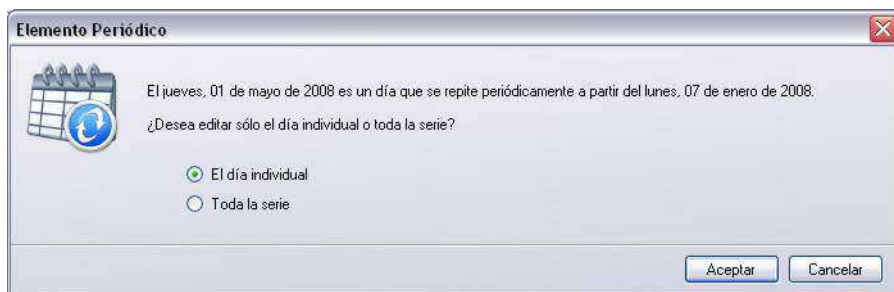 Elemento Periódico
El jueves, 01 de mayo de 2008 es un día que se repite periódicamente a partir del lunes, 07 de enero de 2008.
¿Desea editar sólo el día individual o toda la serie?
El día individual
Toda la serie
Aceptar
Cancelar